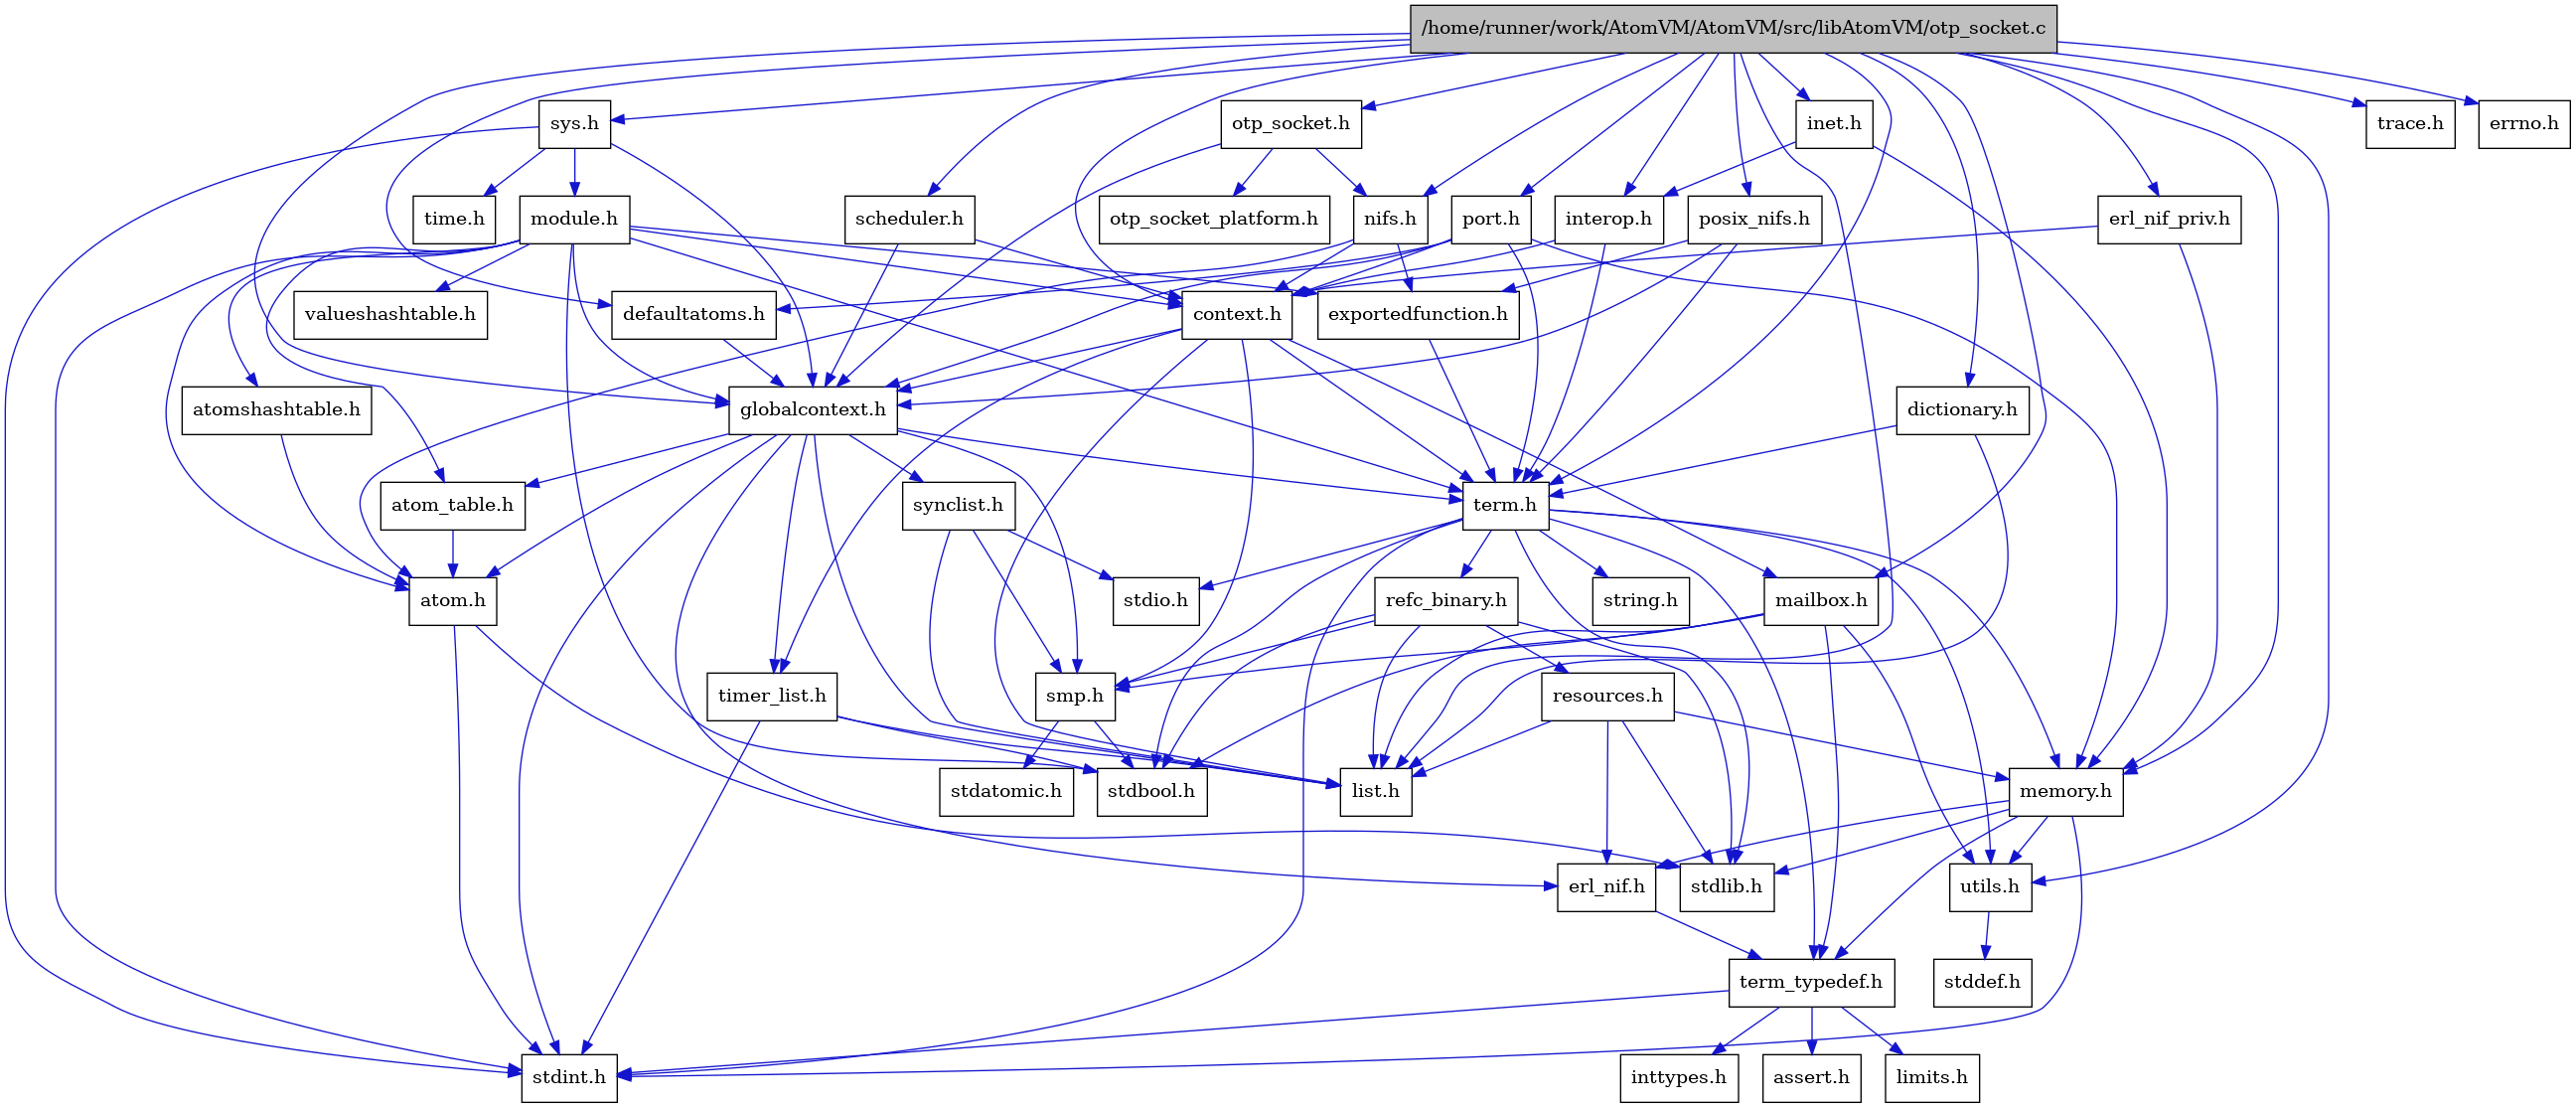 /home/runner/work/AtomVM/AtomVM/src/libAtomVM/otp_socket.c
sys.h
otp_socket.h
inet.h
trace.h
errno.h
time.h
module.h
scheduler.h
otp_socket_platform.h
nifs.h
port.h
interop.h
posix_nifs.h
erl_nif_priv.h
valueshashtable.h
defaultatoms.h
context.h
exportedfunction.h
atomshashtable.h
globalcontext.h
dictionary.h
atom_table.h
synclist.h
term.h
atom.h
stdio.h
refc_binary.h
string.h
mailbox.h
timer_list.h
smp.h
resources.h
stdatomic.h
stdbool.h
list.h
memory.h
erl_nif.h
stdlib.h
utils.h
term_typedef.h
stddef.h
stdint.h
inttypes.h
assert.h
limits.h